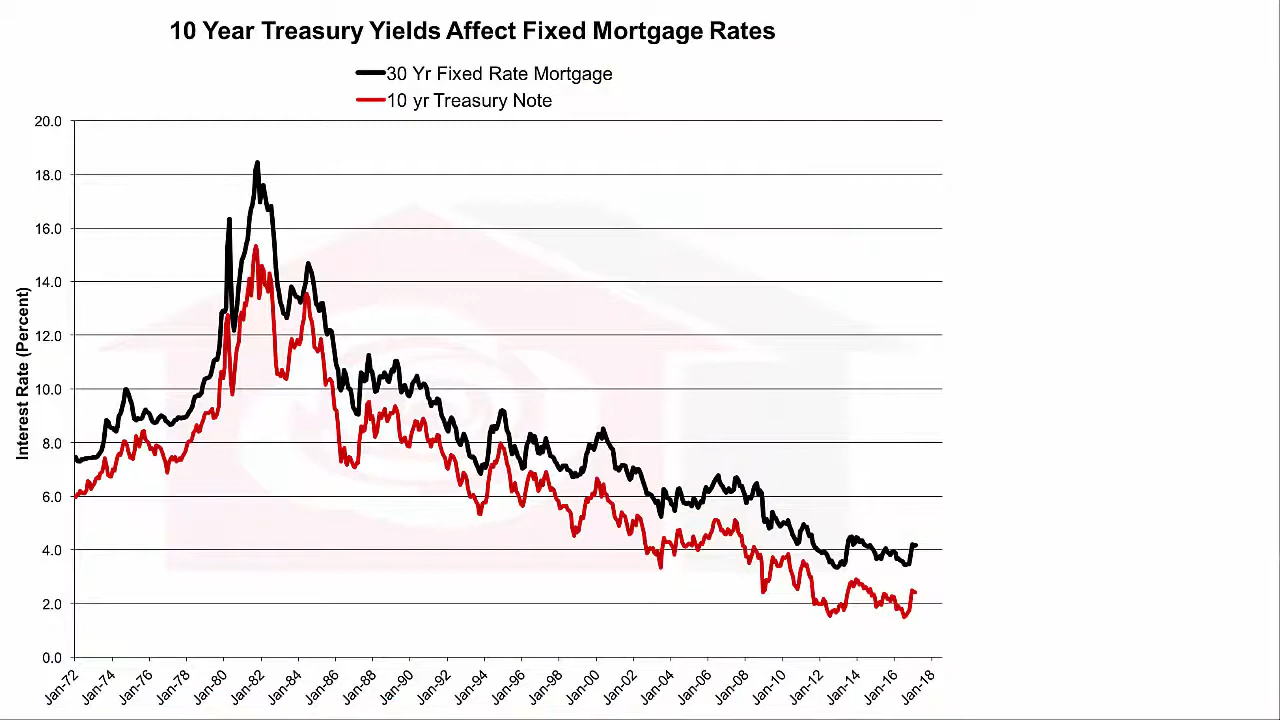 10 Year Treasury Yields Affect Fixed Mortgage Rates
30 Yr Fixed Rate Mortgage
10 yr Treasury Note
Interest Rate (Percent)
20.0
18.0
16.0
14.0
12.0
10.0
8.0
6.0
4.0
2.0
0.0
Jan-72
Jan-74
Jan-76
Jan-78
Jan-80
Jan-82
Jan-84
Jan-86
Jan-88
Jan-90
Jan-92
Jan-94
Jan-96
Jan-98
Jan-00
Jan-02
Jan-04
Jan-06
Jan-08
Jan-10
Jan-12
Jan-14
Jan-16
Jan-18